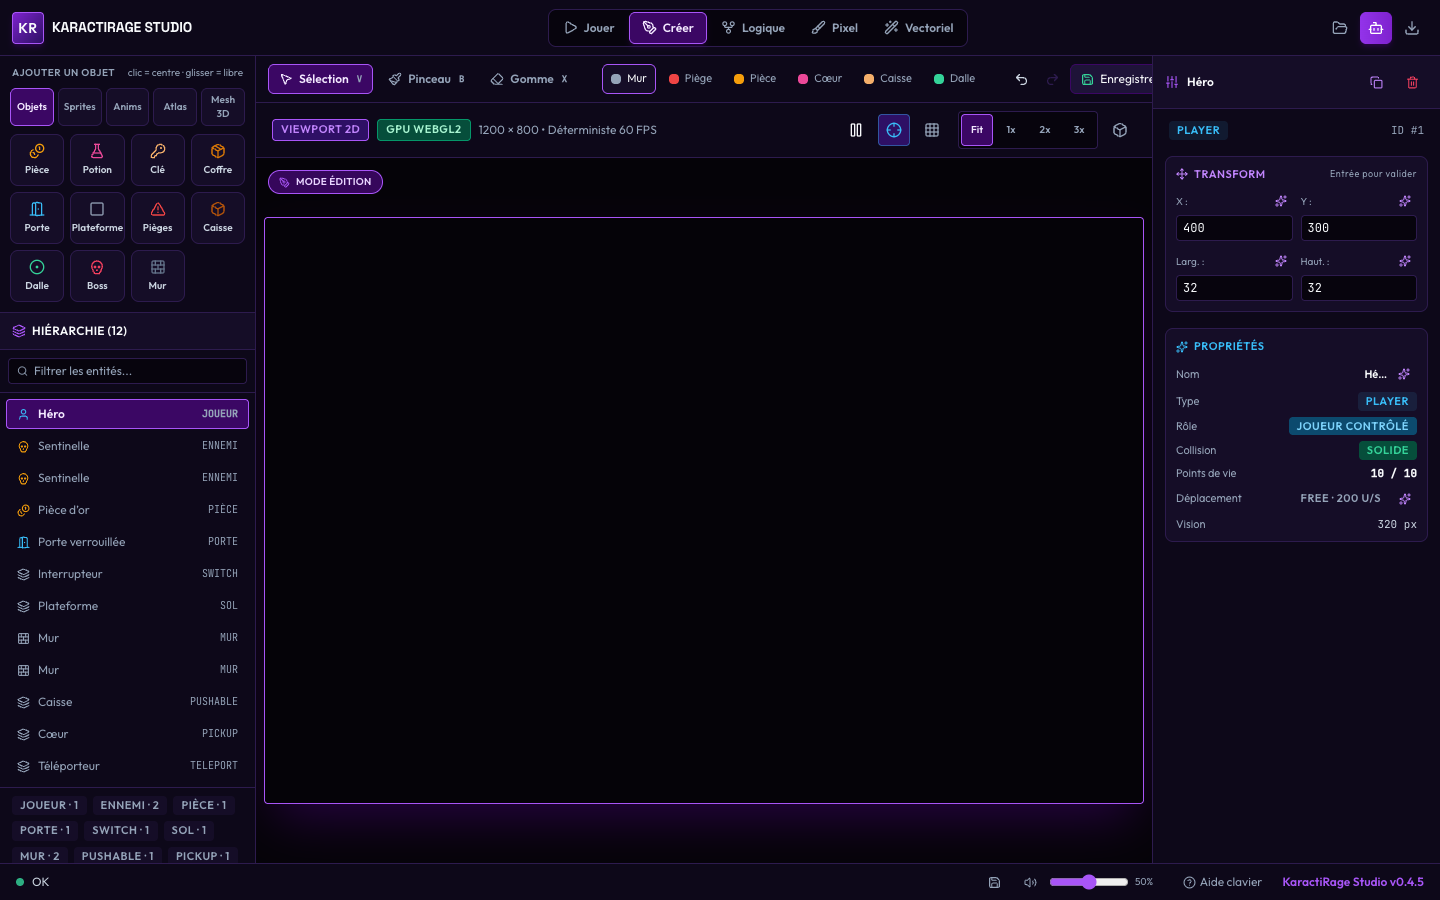 KR KARACTIRAGE STUDIO
Jouer Créer Logique Pixel Vectoriel
AJOUTER UN OBJET clic = centre · glisser = libre
Objets Sprites Anims Atlas Mesh 3D
Pièce Potion Clé Coffre
Porte Plateforme Pièges Caisse
Dalle Boss Mur
HIÉRARCHIE (12)
Filtrer les entités...
Héro JOUEUR
Sentinelle ENNEMI
Sentinelle ENNEMI
Pièce d'or PIÈCE
Porte verrouillée PORTE
Interrupteur SWITCH
Plateforme SOL
Mur MUR
Mur MUR
Caisse PUSHABLE
Cœur PICKUP
Téléporteur TELEPORT
JOUEUR · 1 ENNEMI · 2 PIÈCE · 1
PORTE · 1 SWITCH · 1 SOL · 1
MUR · 2 PUSHABLE · 1 PICKUP · 1
Sélection V Pinceau B Gomme X Mur Piège Pièce Cœur Caisse Dalle Enregistre
VIEWPORT 2D GPU WEBGL2 1200 × 800 • Déterministe 60 FPS Fit 1x 2x 3x
MODE ÉDITION
Héro
PLAYER ID #1
TRANSFORM Entrée pour valider
X : Y :
400 300
Larg. : Haut. :
32 32
PROPRIÉTÉS
Nom Hé...
Type PLAYER
Rôle JOUEUR CONTRÔLÉ
Collision SOLIDE
Points de vie 10 / 10
Déplacement FREE · 200 U/S
Vision 320 px
OK 50% Aide clavier KaractiRage Studio v0.4.5